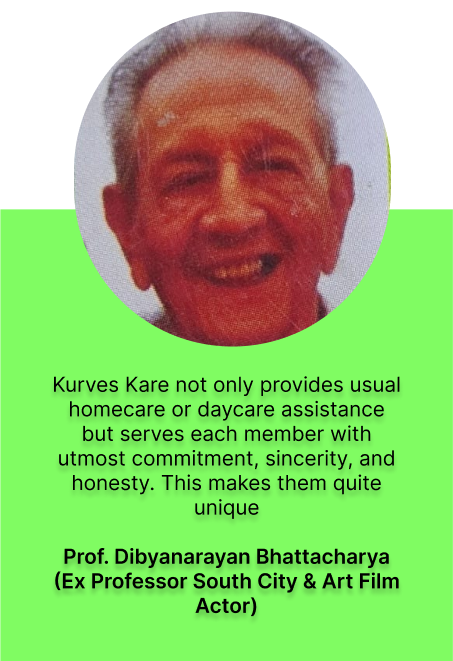 Kurves Kare not only provides usual
homecare or daycare assistance
but serves each member with
utmost commitment, sincerity, and
honesty. This makes them quite
unique
Prof. Dibyanarayan Bhattacharya
(Ex Professor South City & Art Film
Actor)